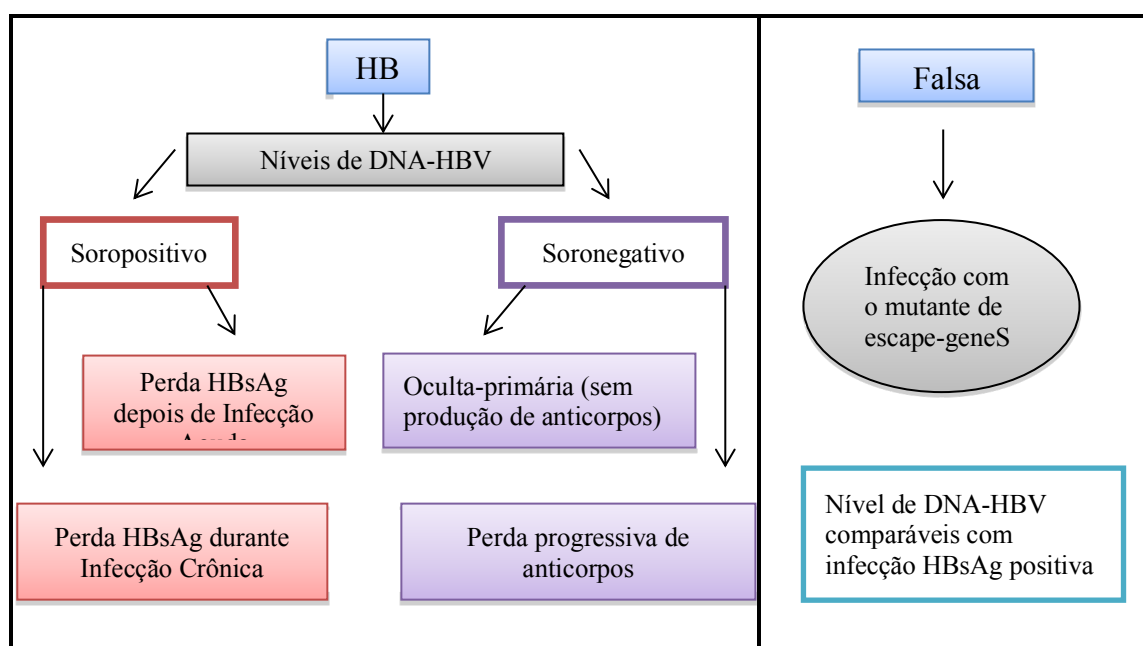 HB
Níveis de DNA-HBV
Soropositivo
Soronegativo
Perda HBsAg
depois de Infecção
Oculta-primária (sem
produção de anticorpos)
Perda HBsAg durante
Infecção Crônica
Perda progressiva de
anticorpos
Falsa
Infecção com
o mutante de
escape-geneS
Nível de DNA-HBV
comparáveis com
infecção HBsAg positiva